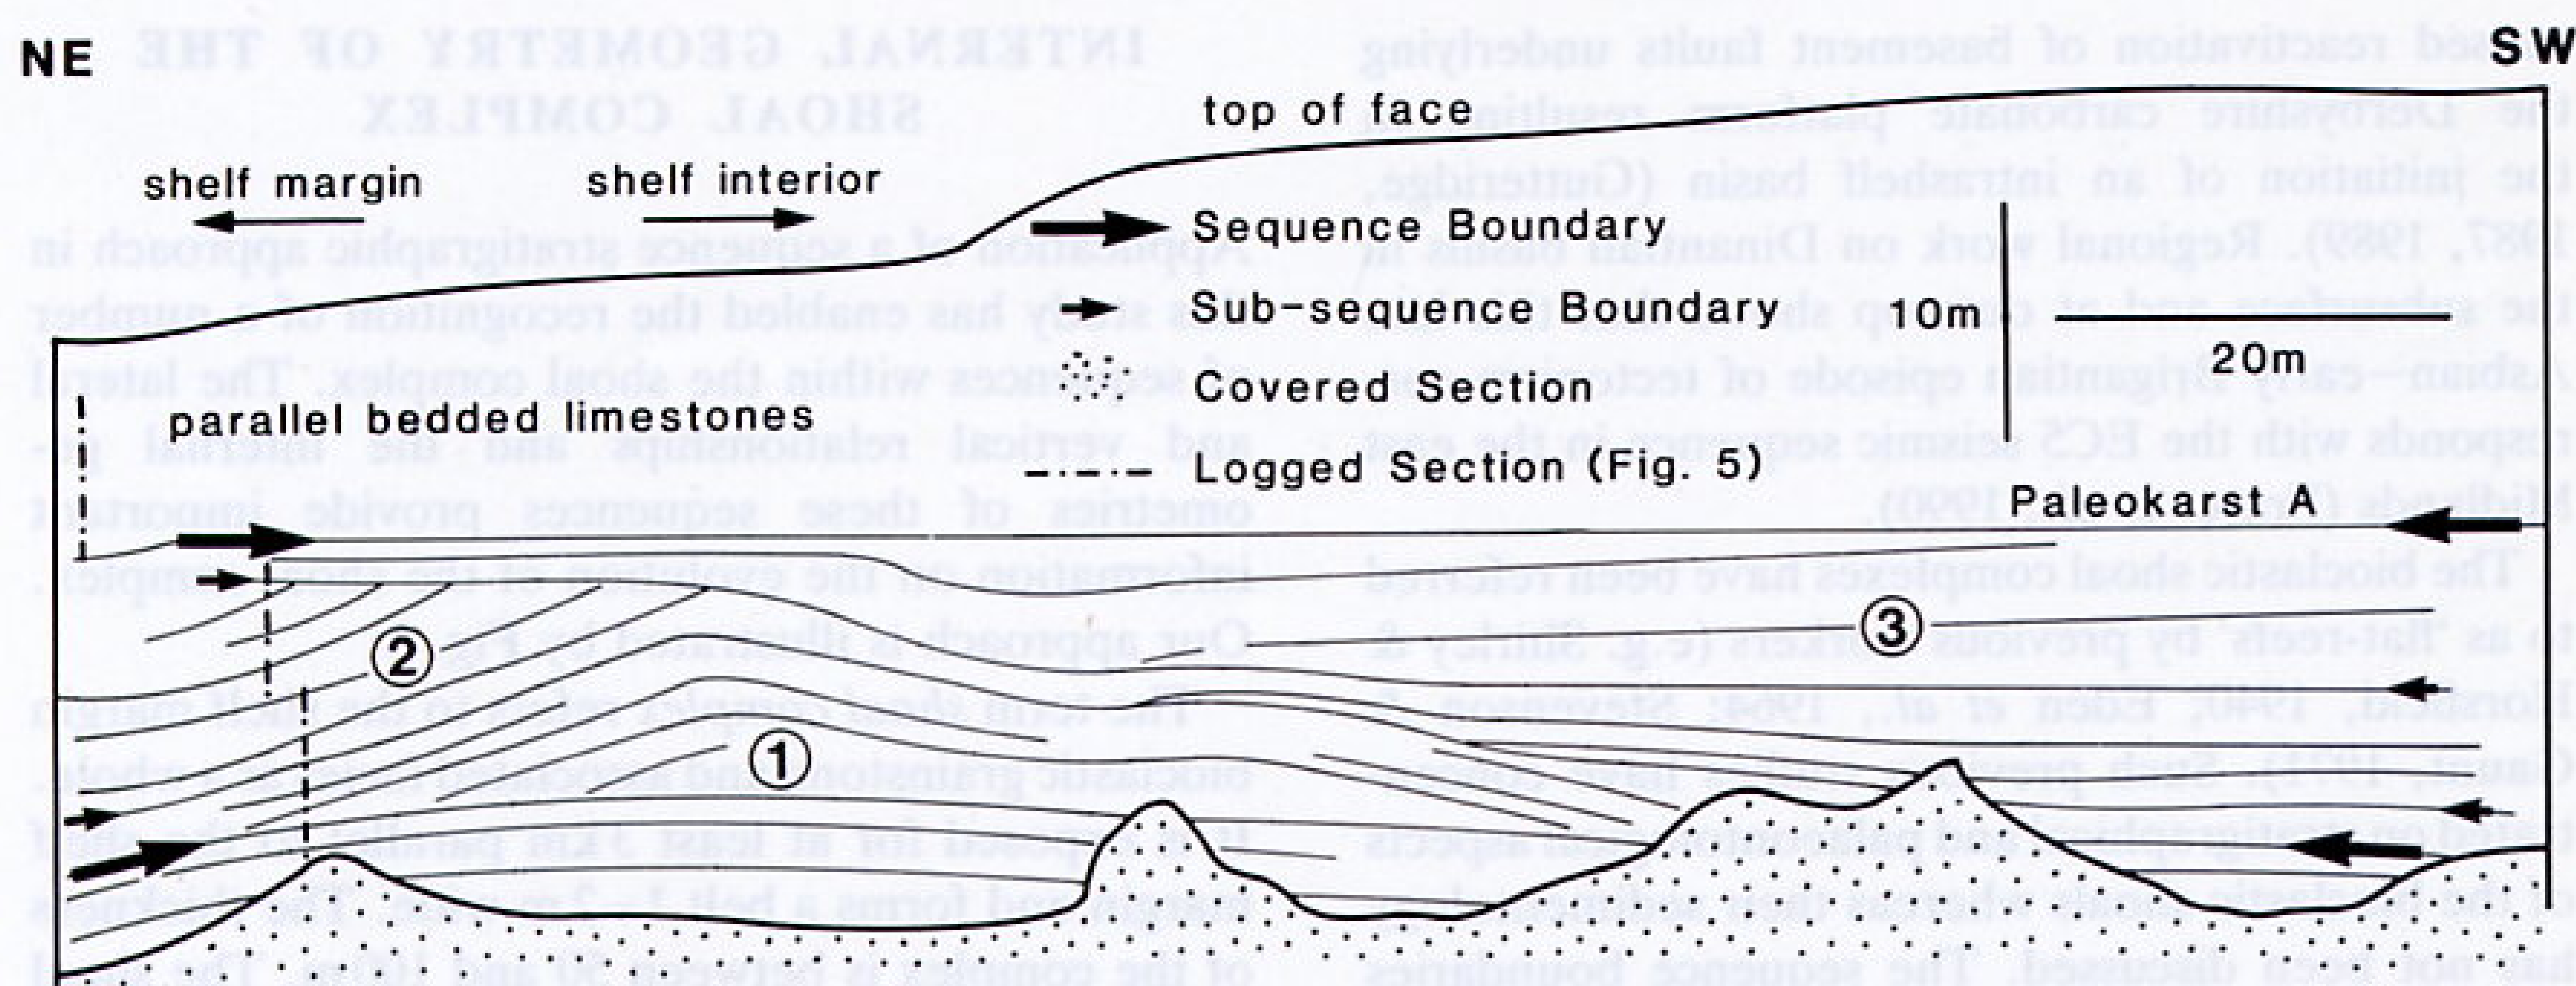 NE
SW
top of face
shelf margin
shelf interior
Sequence Boundary
Sub-sequence Boundary
10m
20m
Covered Section
parallel bedded limestones
Logged Section (Fig. 5)
Paleokarst A
3
2
1